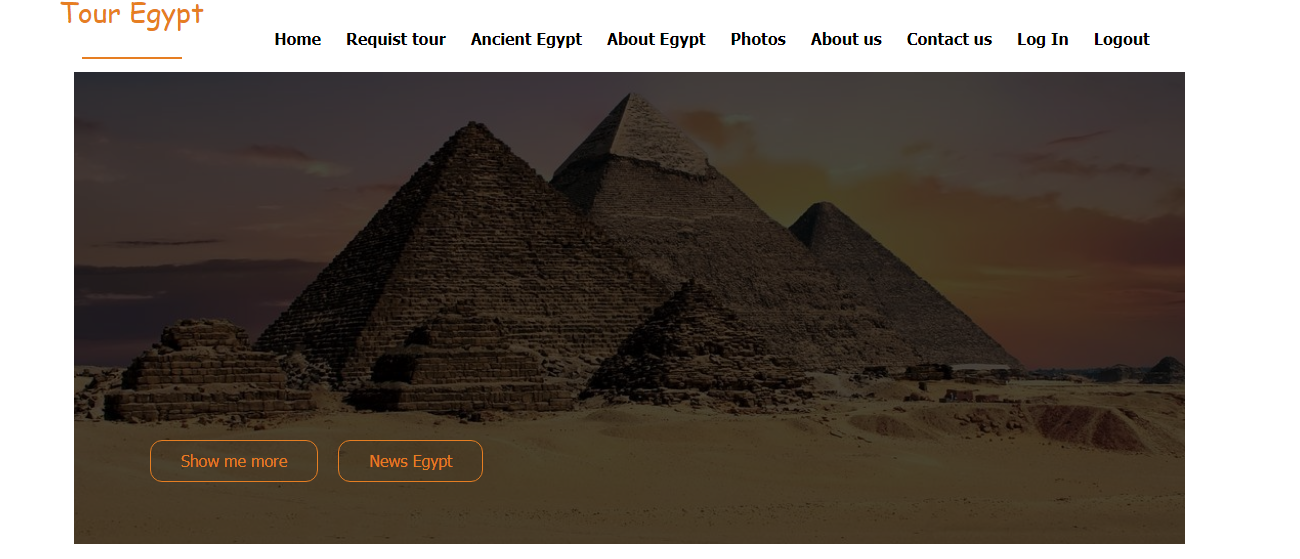 Tour Egypt
Home Requist tour Ancient Egypt About Egypt Photos About us Contact us Log In Logout
Show me more News Egypt